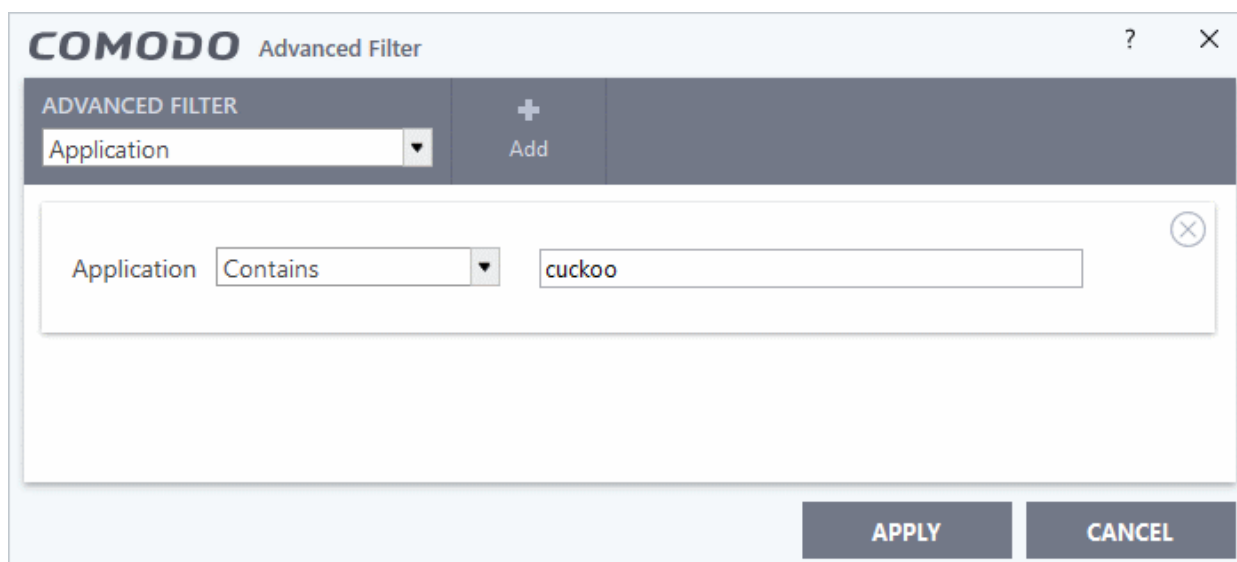 COMODO Advanced Filter ?
ADVANCED FILTER
Application
Add
Application Contains cuckoo
APPLY CANCEL